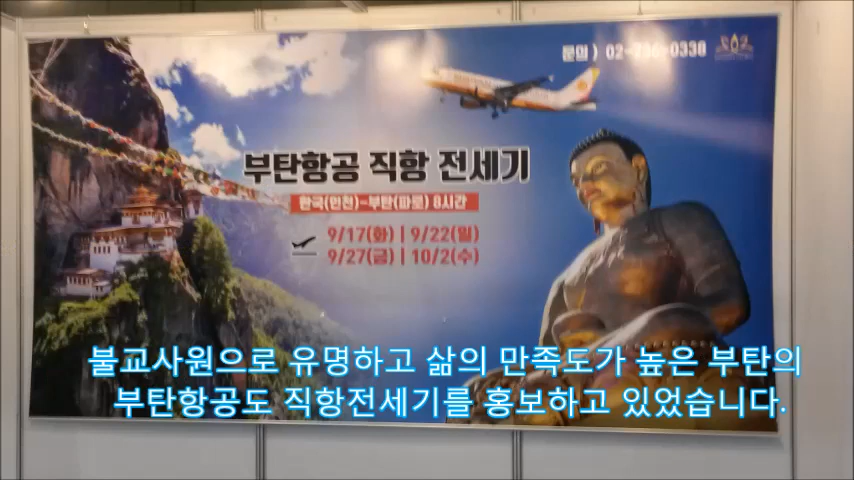 문의 ) 02-736-0338
부탄항공 직항 전세기
한국(인천)-부탄(파로) 8시간
9/17(화) | 9/22(일)
9/27(금) | 10/2(수)
불교사원으로 유명하고 삶의 만족도가 높은 부탄의
부탄항공도 직항전세기를 홍보하고 있었습니다.